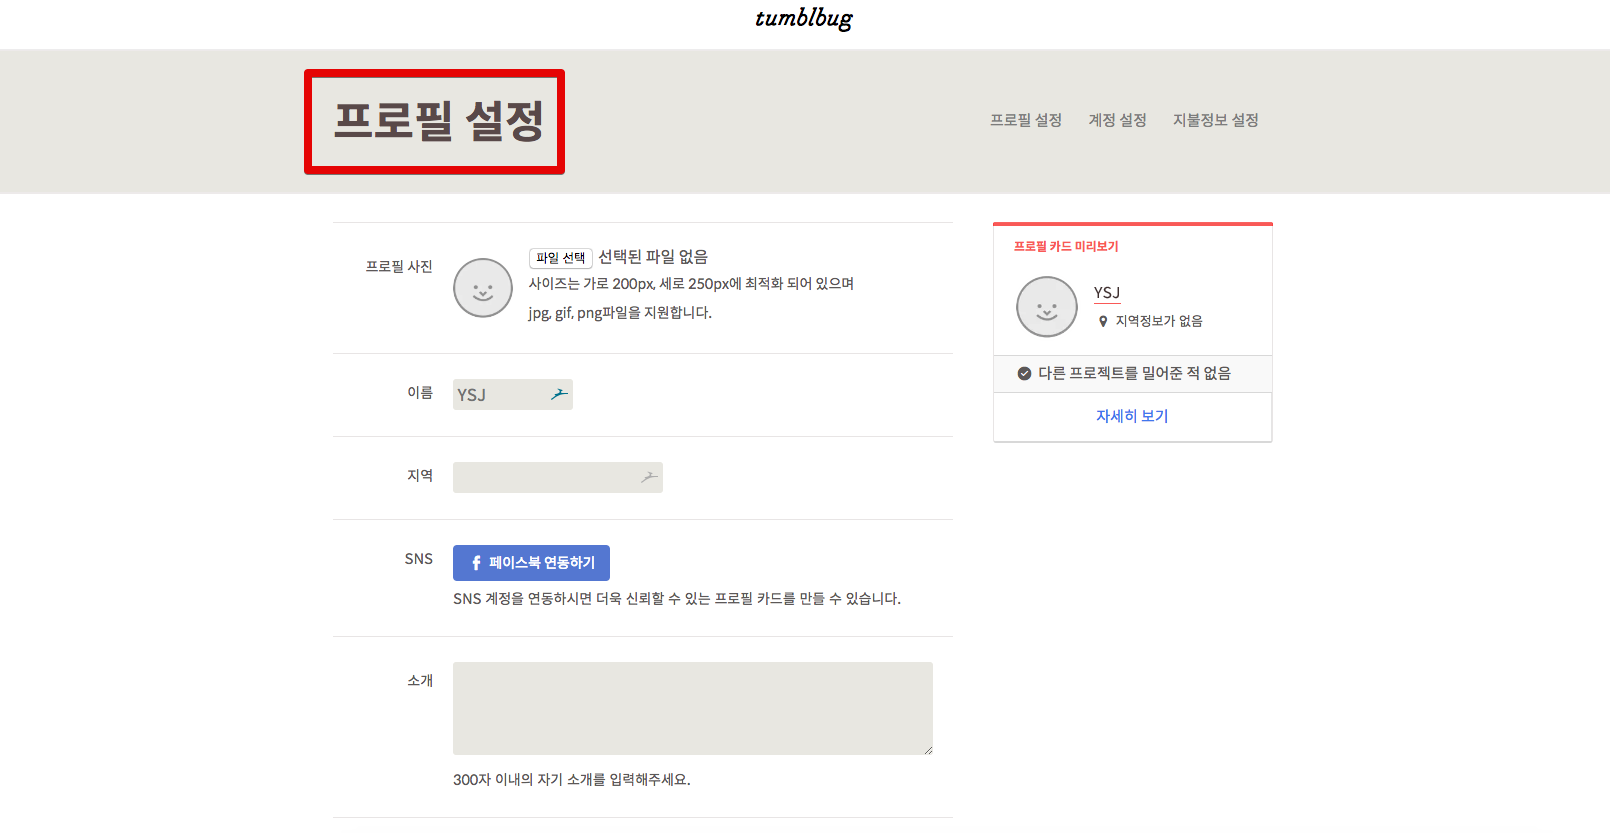 tumblbug
프로필 설정
프로필 설정 계정 설정 지불정보 설정
프로필 사진
파일 선택 선택된 파일 없음
사이즈는 가로 200px, 세로 250px에 최적화 되어 있으며
jpg, gif, png파일을 지원합니다.
이름
YSJ
지역
SNS
페이스북 연동하기
SNS 계정을 연동하시면 더욱 신뢰할 수 있는 프로필 카드를 만들 수 있습니다.
소개
300자 이내의 자기 소개를 입력해주세요.
프로필 카드 미리보기
YSJ
지역정보가 없음
다른 프로젝트를 밀어준 적 없음
자세히 보기